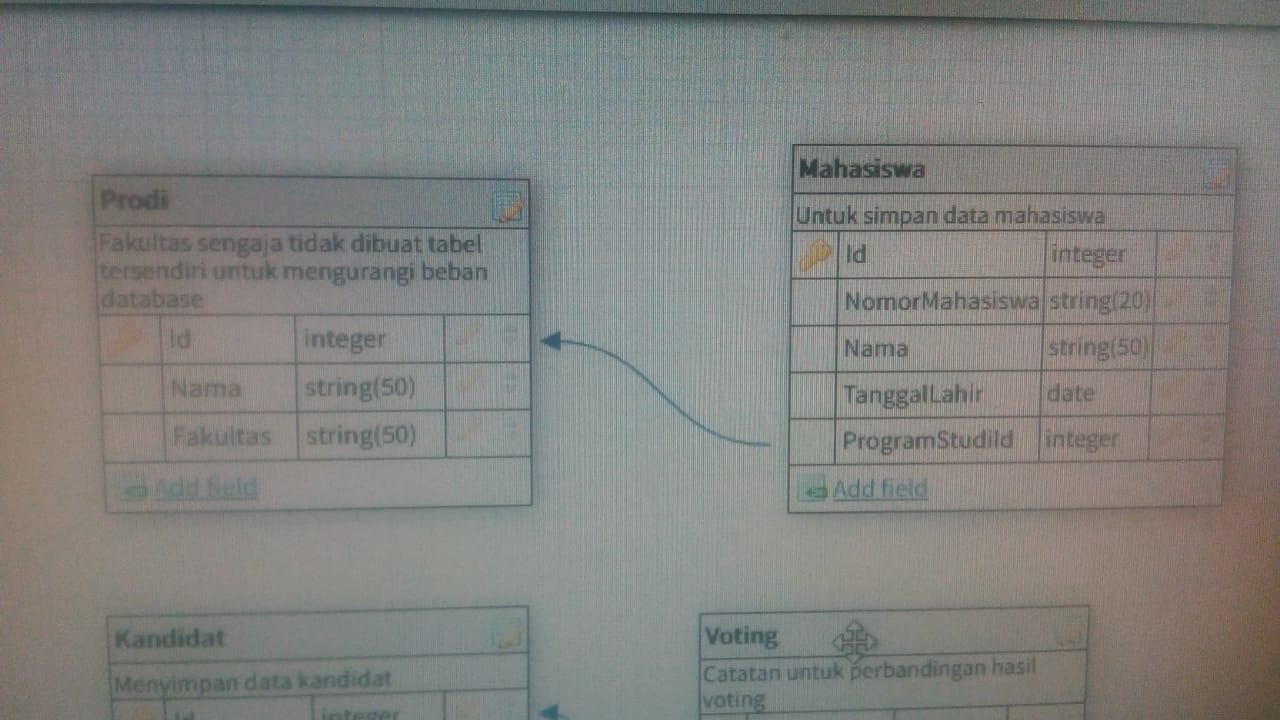 Prodi
Fakultas sengaja tidak dibuat tabel
tersendiri untuk mengurangi beban
database
Id integer
Nama string(50)
Fakultas string(50)
Add field
Mahasiswa
Untuk simpan data mahasiswa
Id integer
NomorMahasiswa string(20)
Nama string(50)
TanggalLahir date
ProgramStudiId integer
Add field
Kandidat
Menyimpan data kandidat
Id integer
Voting
Catatan untuk perbandingan hasil
voting